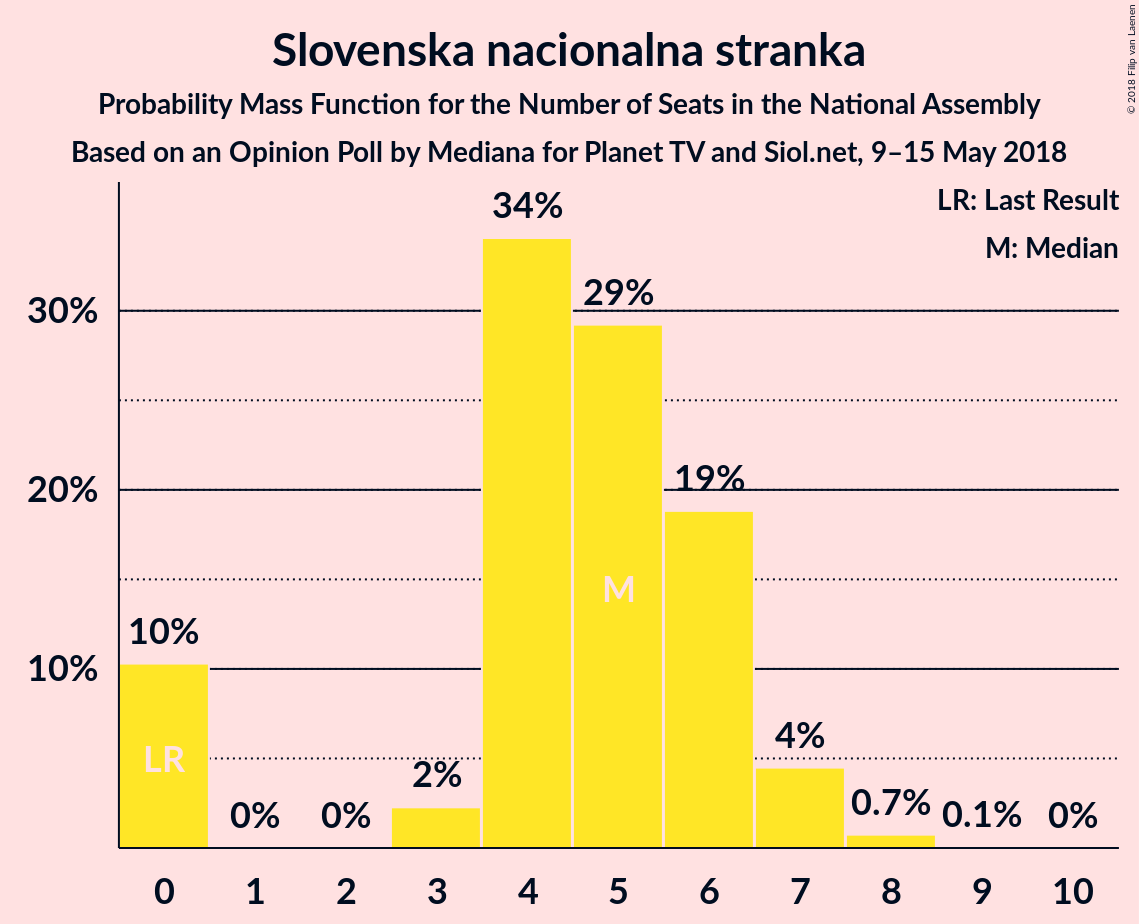 Slovenska nacionalna stranka
Probability Mass Function for the Number of Seats in the National Assembly
Based on an Opinion Poll by Mediana for Planet TV and Siol.net, 9–15 May 2018
© 2018 Filip van Laenen
LR: Last Result
M: Median
34%
29%
30%
19%
20%
M
10%
10%
LR
4%
2%
0%
0%
0.7%
0.1%
0%
0 1 2 3 4 5 6 7 8 9 10